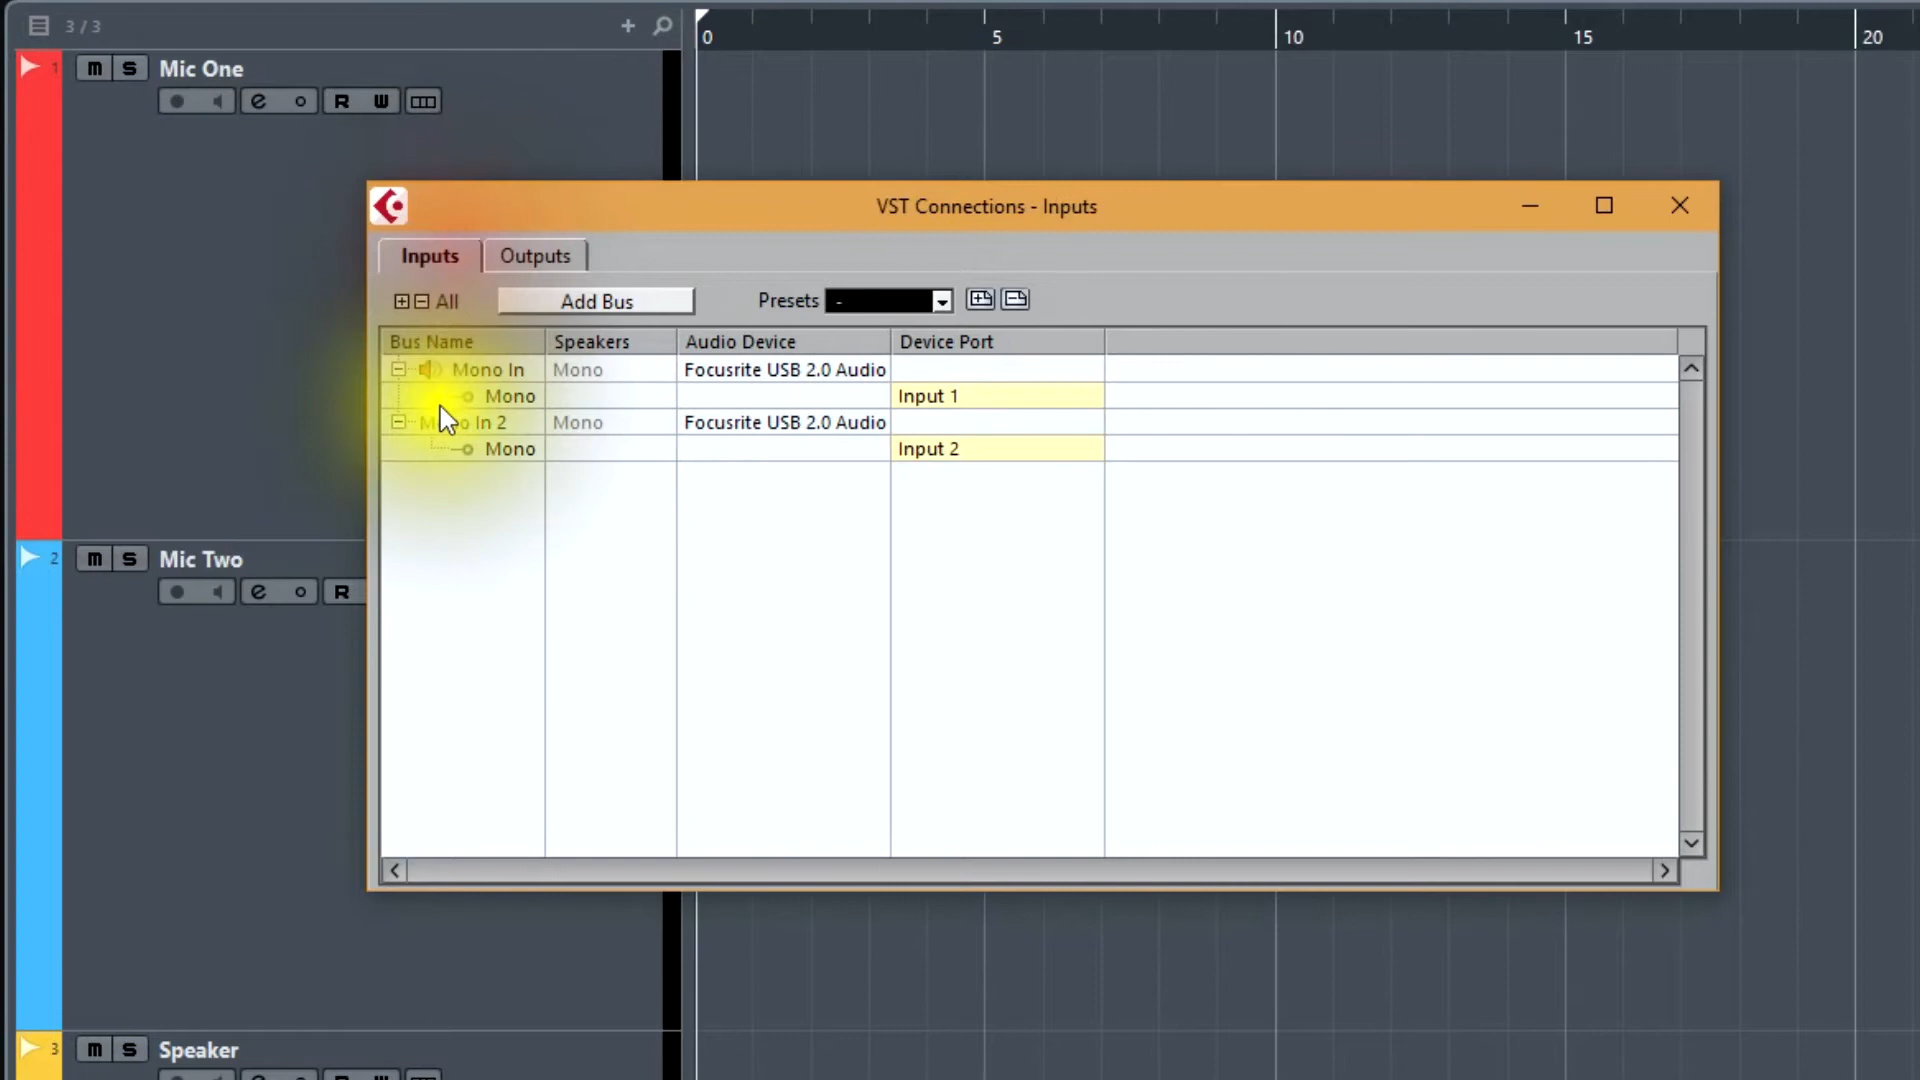 3 / 3
0 5 10 15 20
1 m S Mic One
e R W
VST Connections - Inputs
Inputs Outputs
All Add Bus Presets -
Bus Name Speakers Audio Device Device Port
Mono In Mono Focusrite USB 2.0 Audio
Mono Input 1
In 2 Mono Focusrite USB 2.0 Audio
Mono Input 2
2 m S Mic Two
e R
3 m S Speaker